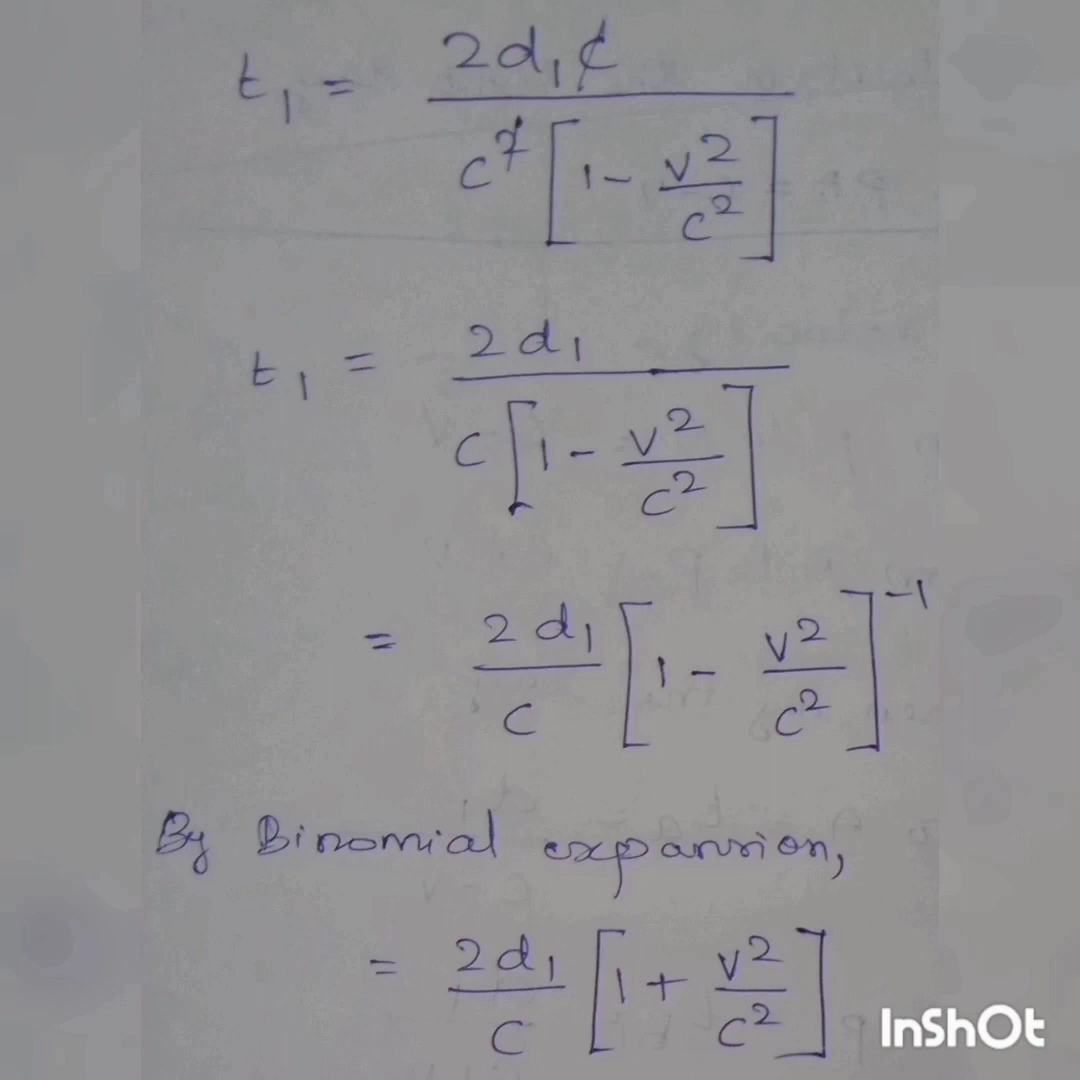 t₁ = 2d₁c̸ / c²̸ [1 - v²/c²]
t₁ = 2d₁ / c [1 - v²/c²]
= 2d₁/c [1 - v²/c²]⁻¹
By Binomial expansion,
= 2d₁/c [1 + v²/c²]
InShOt